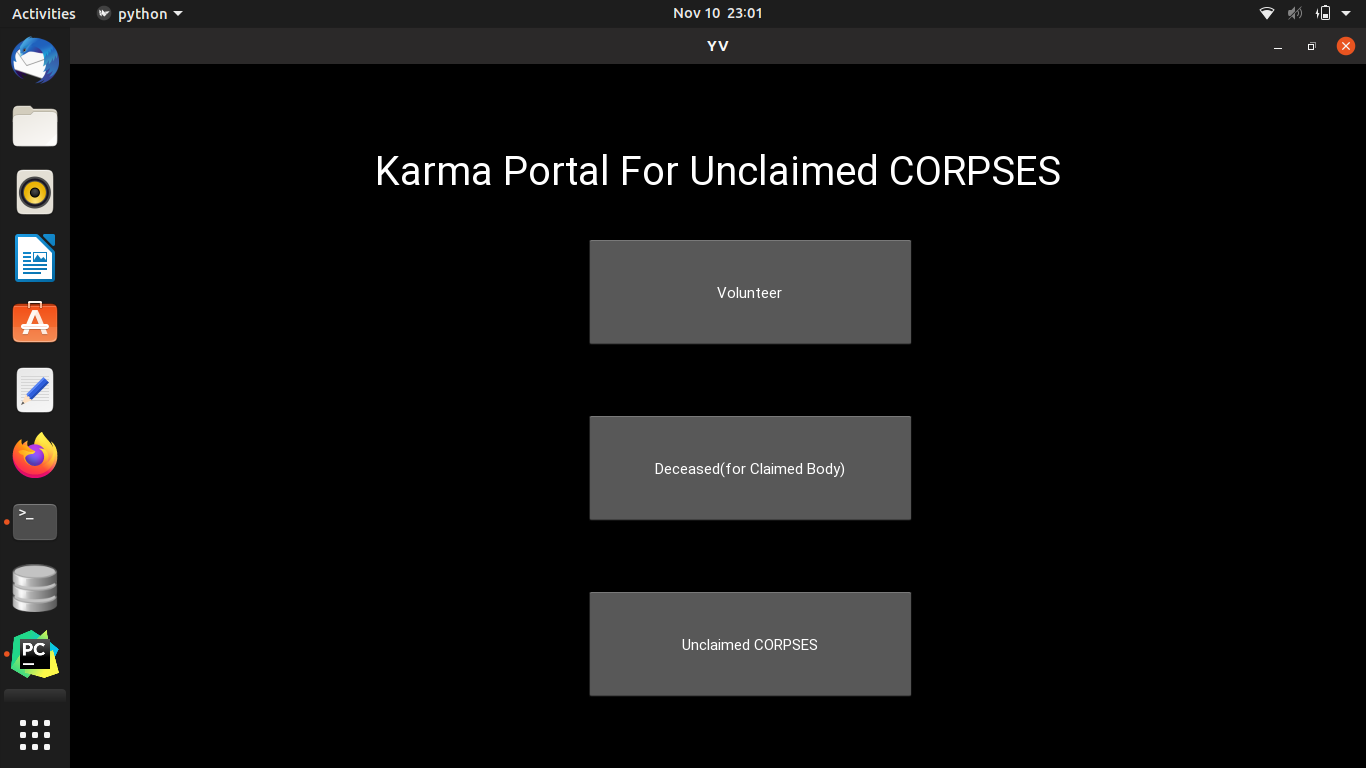 Activities python Nov 10 23:01
YV
Karma Portal For Unclaimed CORPSES
Volunteer
Deceased(for Claimed Body)
Unclaimed CORPSES
>_
PC